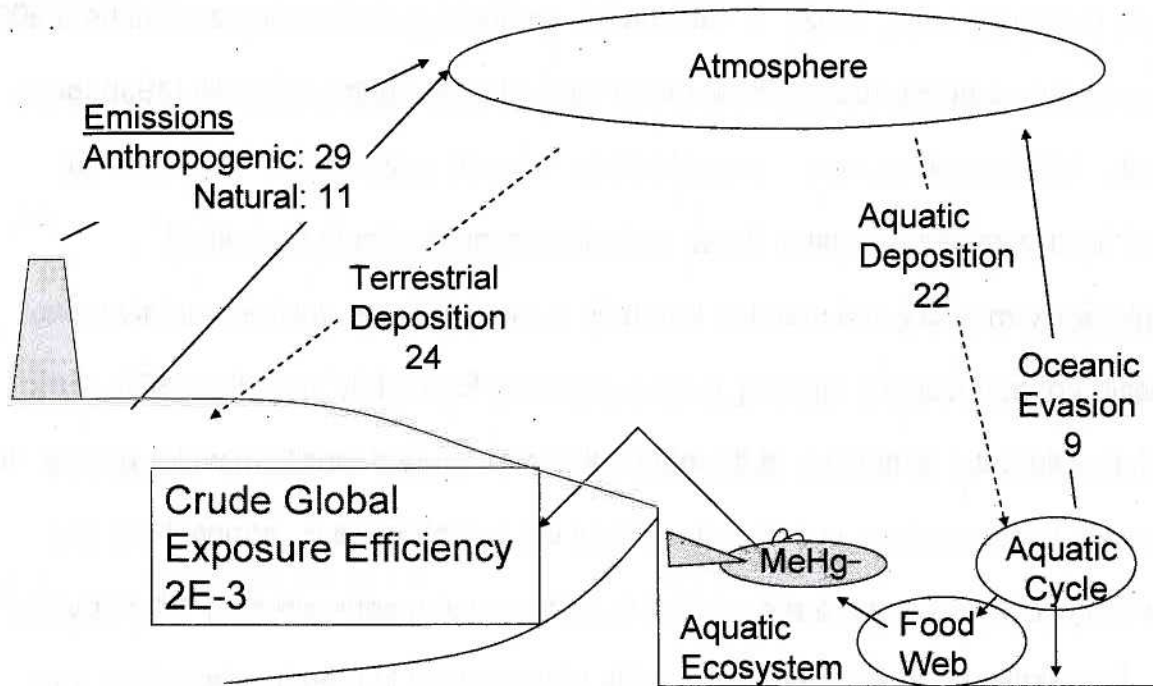 Atmosphere
Emissions
Anthropogenic: 29
Natural: 11
Terrestrial
Deposition
24
Aquatic
Deposition
22
Oceanic
Evasion
9
Crude Global
Exposure Efficiency
2E-3
MeHg
Aquatic
Cycle
Food
Web
Aquatic
Ecosystem